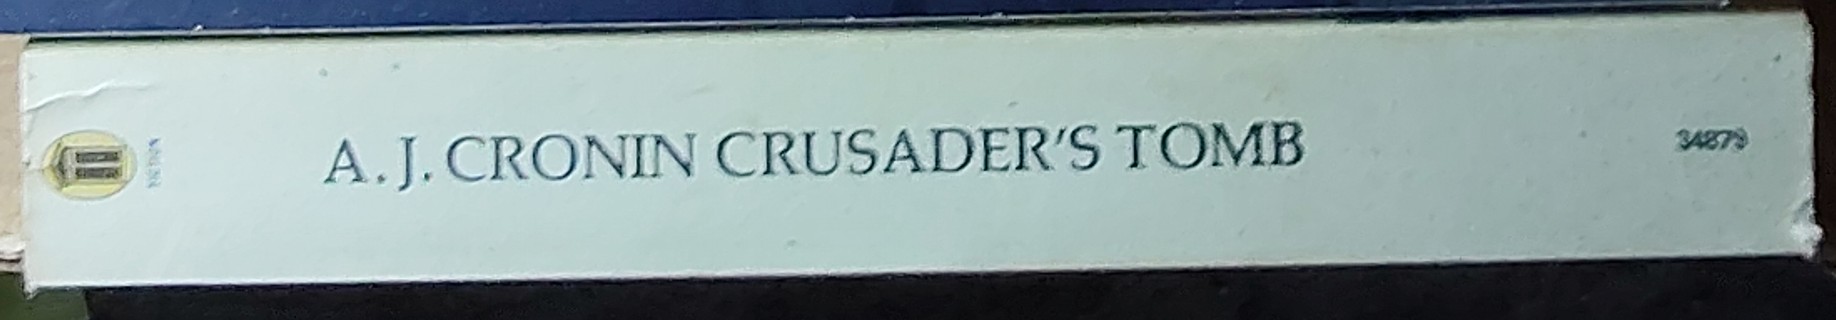 A. J. CRONIN CRUSADER'S TOMB
34879